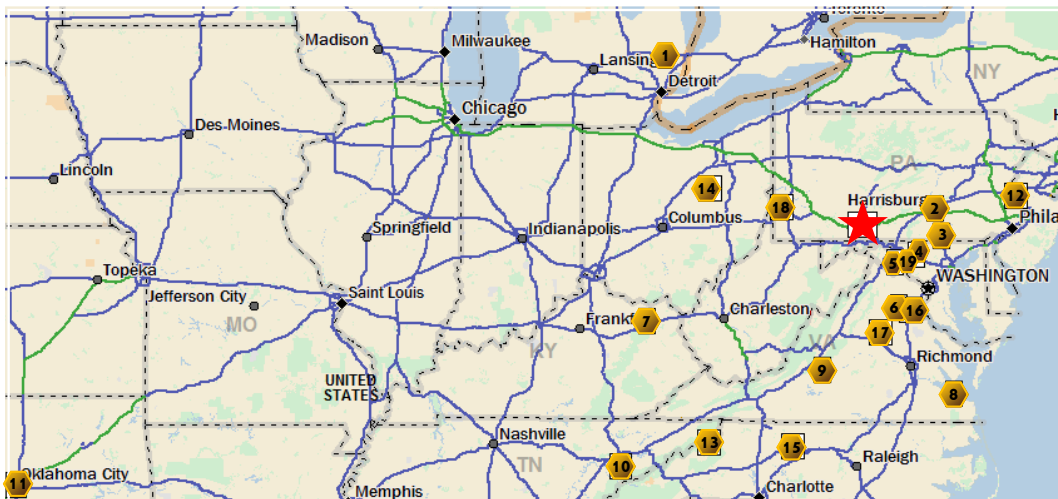 Toronto
Madison
Milwaukee
Hamilton
1
Lansing
Detroit
NY
Chicago
Des Moines
PA
Lincoln
14
12
Harrisburg
18
2
Columbus
Phila
Springfield
Indianapolis
3
4
5
19
Topeka
WASHINGTON
Jefferson City
Saint Louis
6
16
Charleston
MO
Frankf
7
17
VA
KY
Richmond
9
UNITED
STATES
8
Nashville
13
15
TN
10
Raleigh
Oklahoma City
11
Memphis
Charlotte